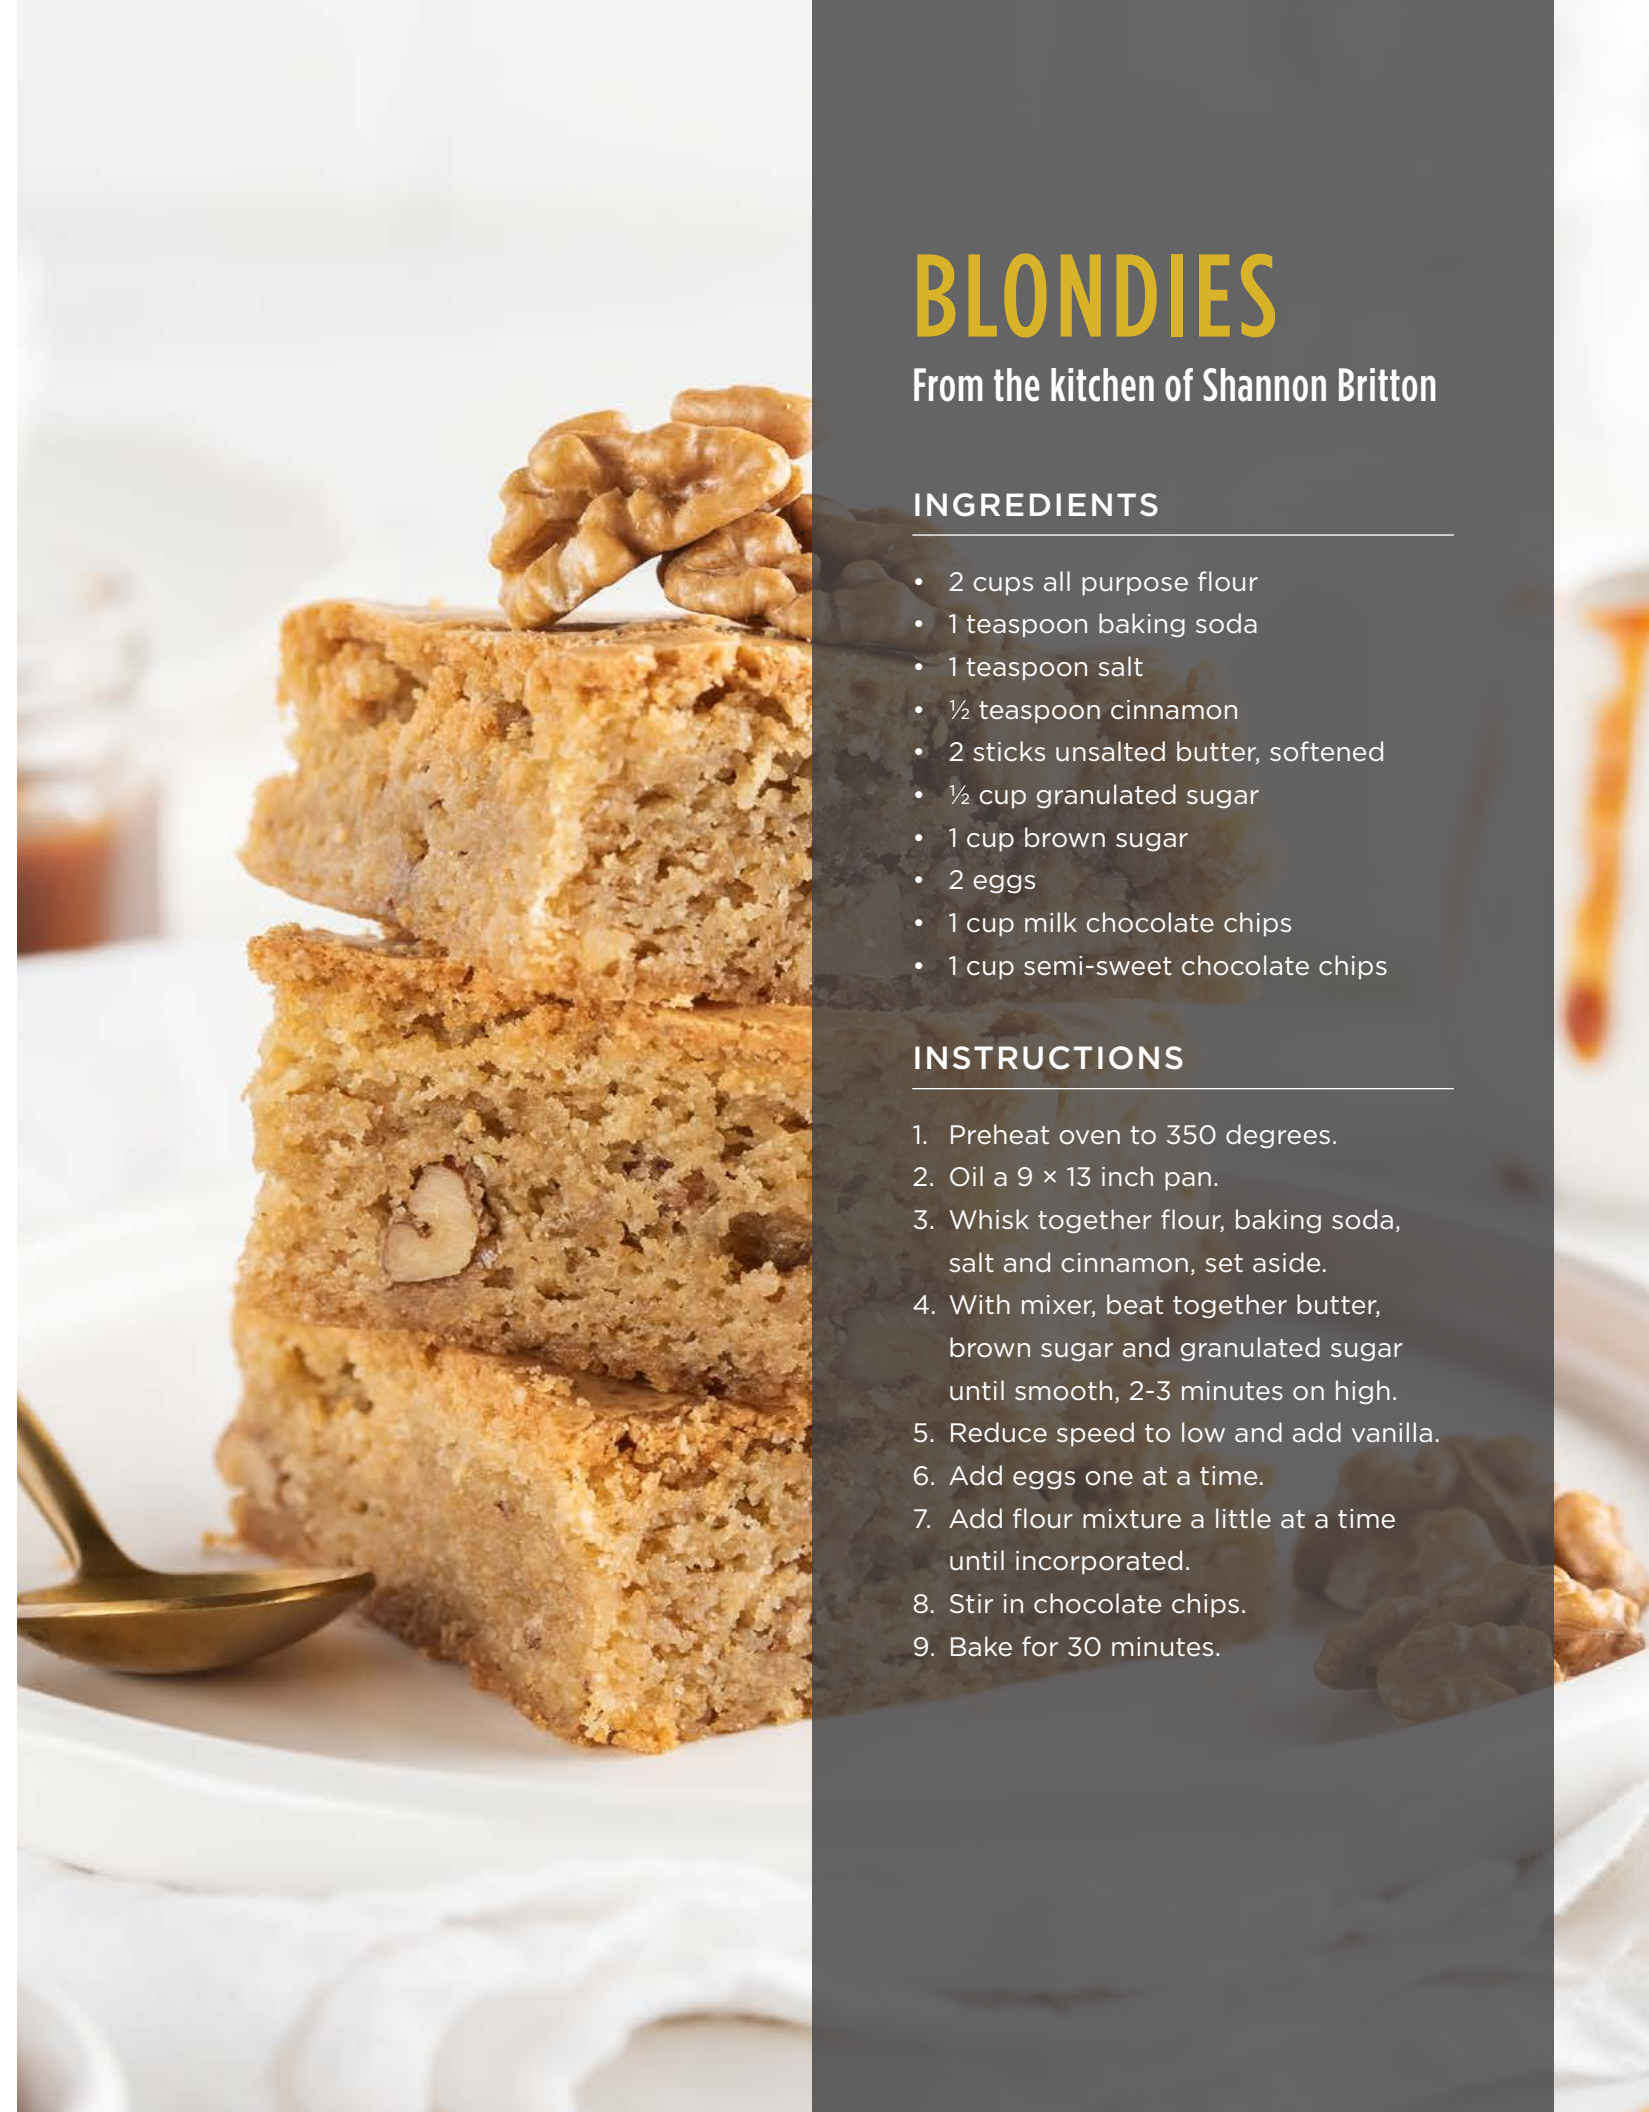 BLONDIES
From the kitchen of Shannon Britton
INGREDIENTS
• 2 cups all purpose flour
• 1 teaspoon baking soda
• 1 teaspoon salt
• ½ teaspoon cinnamon
• 2 sticks unsalted butter, softened
• ½ cup granulated sugar
• 1 cup brown sugar
• 2 eggs
• 1 cup milk chocolate chips
• 1 cup semi-sweet chocolate chips
INSTRUCTIONS
1. Preheat oven to 350 degrees.
2. Oil a 9 × 13 inch pan.
3. Whisk together flour, baking soda,
salt and cinnamon, set aside.
4. With mixer, beat together butter,
brown sugar and granulated sugar
until smooth, 2-3 minutes on high.
5. Reduce speed to low and add vanilla.
6. Add eggs one at a time.
7. Add flour mixture a little at a time
until incorporated.
8. Stir in chocolate chips.
9. Bake for 30 minutes.